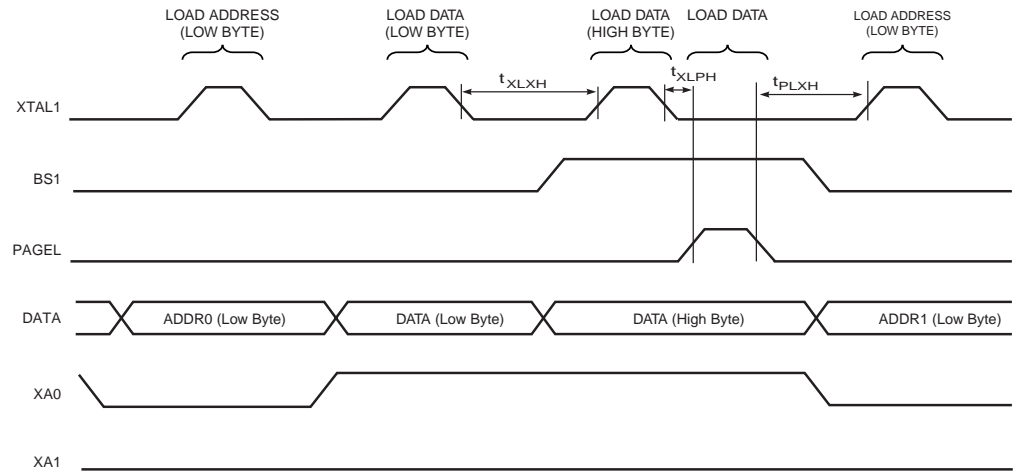 LOAD ADDRESS
(LOW BYTE)
LOAD DATA
(LOW BYTE)
LOAD DATA
(HIGH BYTE)
LOAD DATA
LOAD ADDRESS
(LOW BYTE)
XTAL1
tXLXH
tXLPH
tPLXH
BS1
PAGEL
DATA
ADDR0 (Low Byte)
DATA (Low Byte)
DATA (High Byte)
ADDR1 (Low Byte)
XA0
XA1